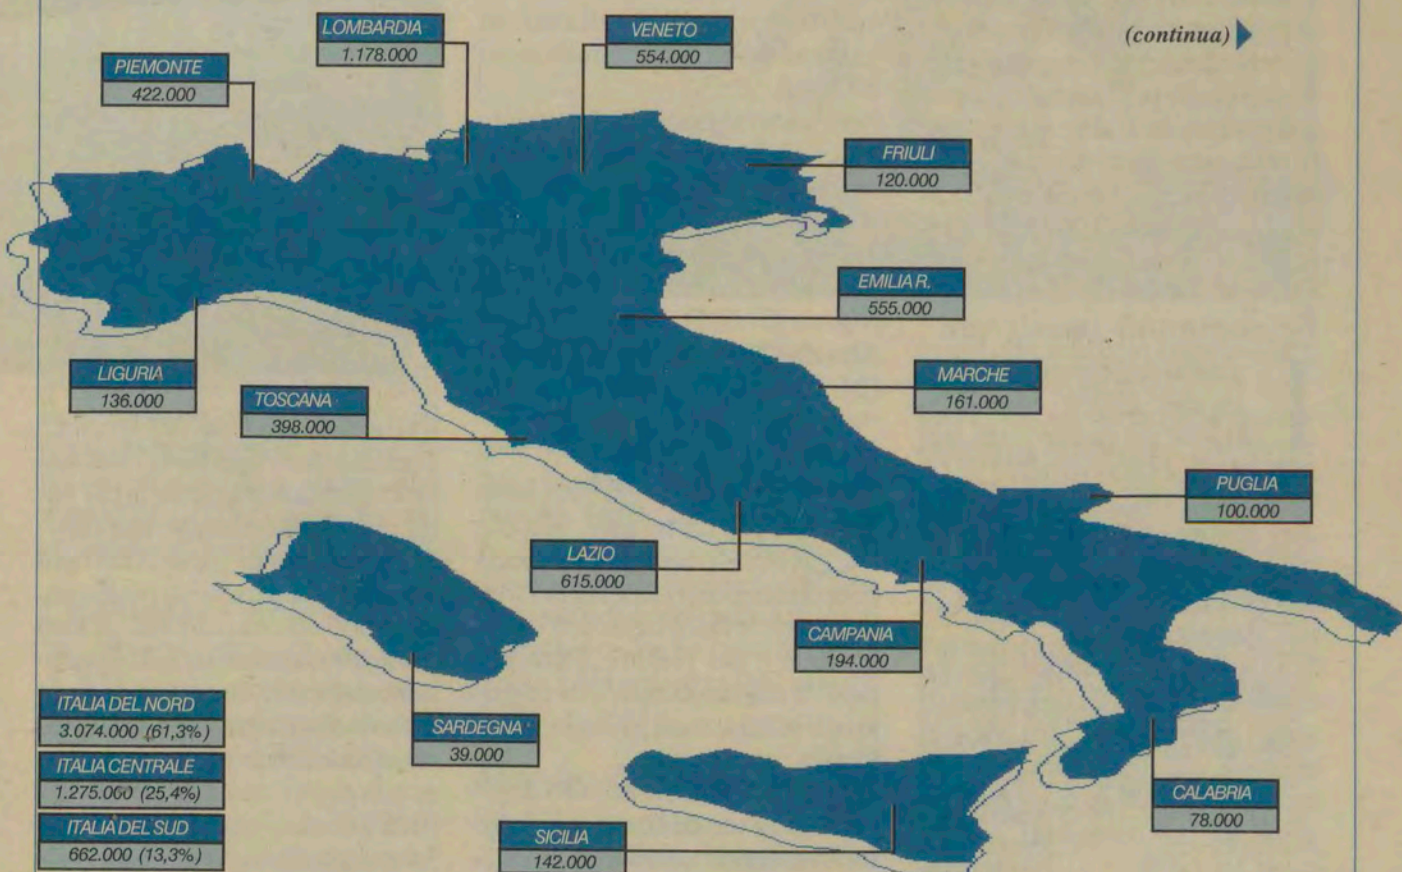 (continua)
LOMBARDIA
1.178.000
VENETO
554.000
PIEMONTE
422.000
FRIULI
120.000
EMILIA R.
555.000
LIGURIA
136.000
TOSCANA
398.000
MARCHE
161.000
PUGLIA
100.000
LAZIO
615.000
CAMPANIA
194.000
ITALIA DEL NORD
3.074.000 (61,3%)
ITALIA CENTRALE
1.275.000 (25,4%)
ITALIA DEL SUD
662.000 (13,3%)
SARDEGNA
39.000
CALABRIA
78.000
SICILIA
142.000